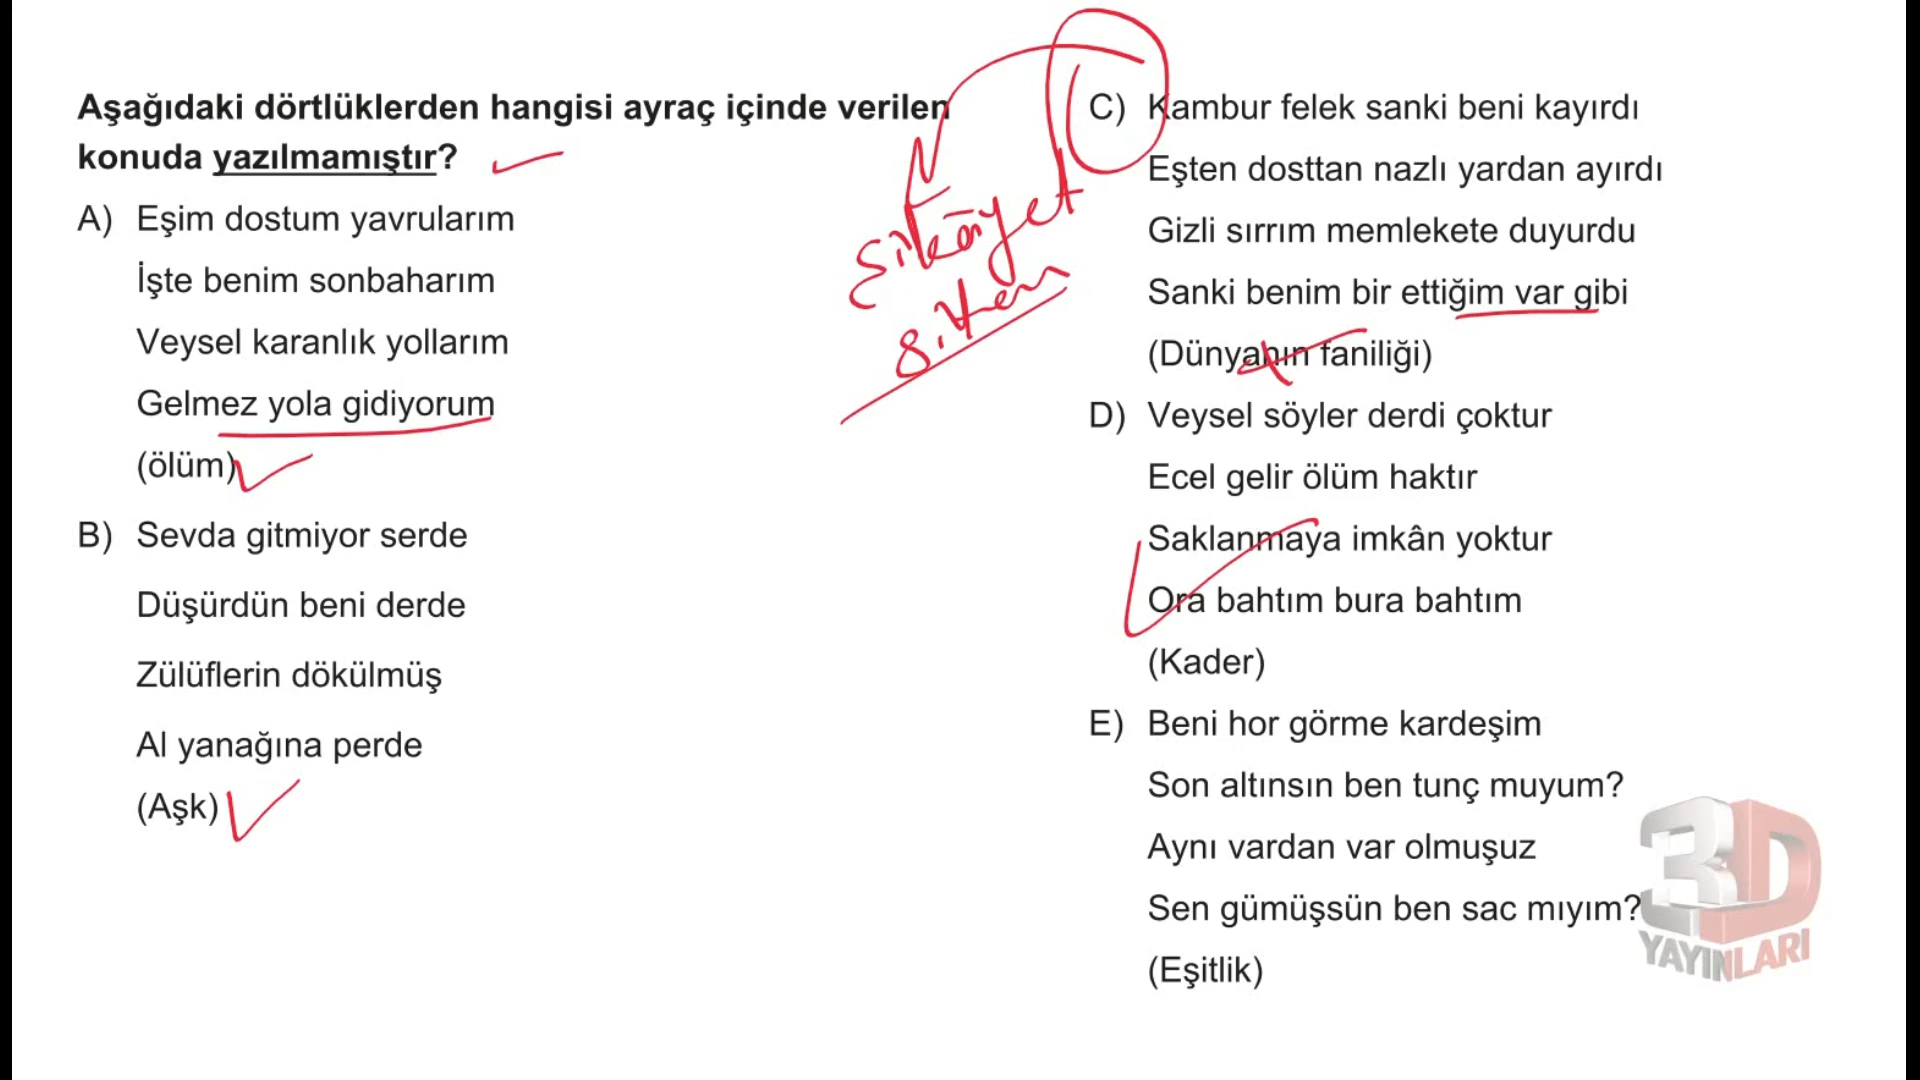 Aşağıdaki dörtlüklerden hangisi ayraç içinde verilen
konuda yazılmamıştır?
A) Eşim dostum yavrularım
İşte benim sonbaharım
Veysel karanlık yollarım
Gelmez yola gidiyorum
(ölüm)
B) Sevda gitmiyor serde
Düşürdün beni derde
Zülüflerin dökülmüş
Al yanağına perde
(Aşk)
şikâyet
sitem
C) Kambur felek sanki beni kayırdı
Eşten dosttan nazlı yardan ayırdı
Gizli sırrım memlekete duyurdu
Sanki benim bir ettiğim var gibi
(Dünyanın faniliği)
D) Veysel söyler derdi çoktur
Ecel gelir ölüm haktır
Saklanmaya imkân yoktur
Ora bahtım bura bahtım
(Kader)
E) Beni hor görme kardeşim
Son altınsın ben tunç muyum?
Aynı vardan var olmuşuz
Sen gümüşsün ben sac mıyım?
(Eşitlik)
3D
YAYINLARI